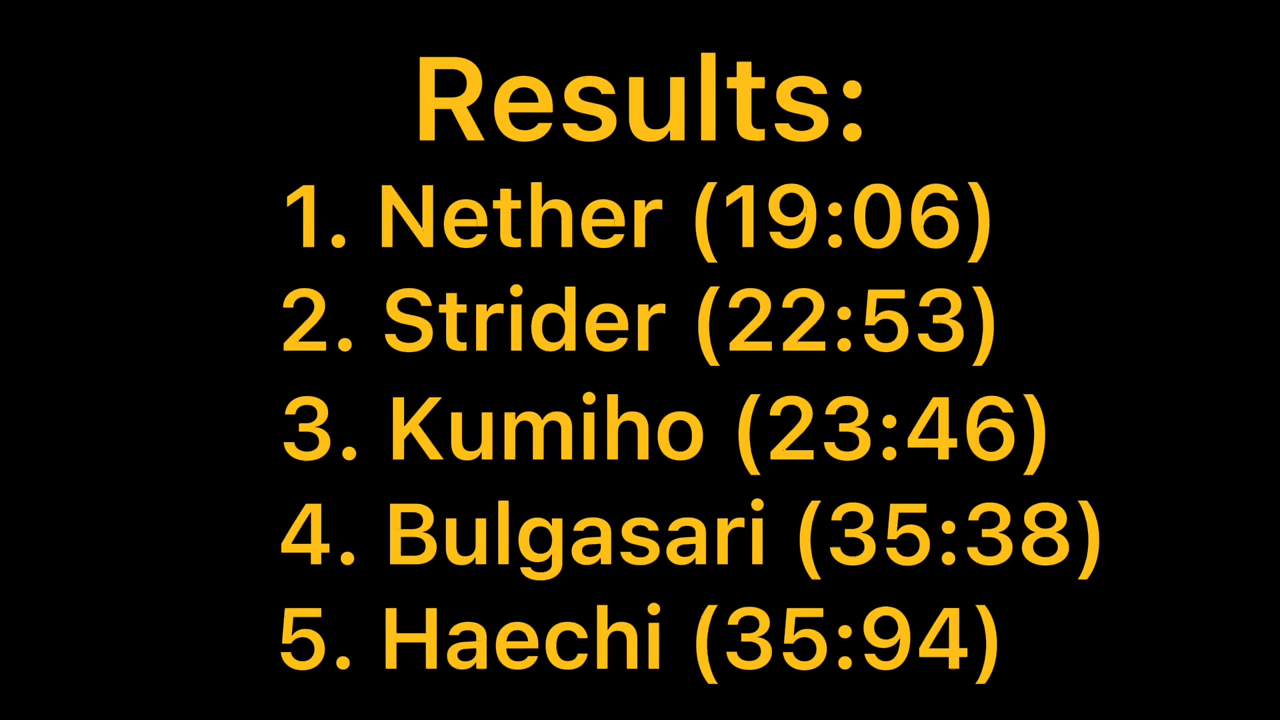 Results:
1. Nether (19:06)
2. Strider (22:53)
3. Kumiho (23:46)
4. Bulgasari (35:38)
5. Haechi (35:94)